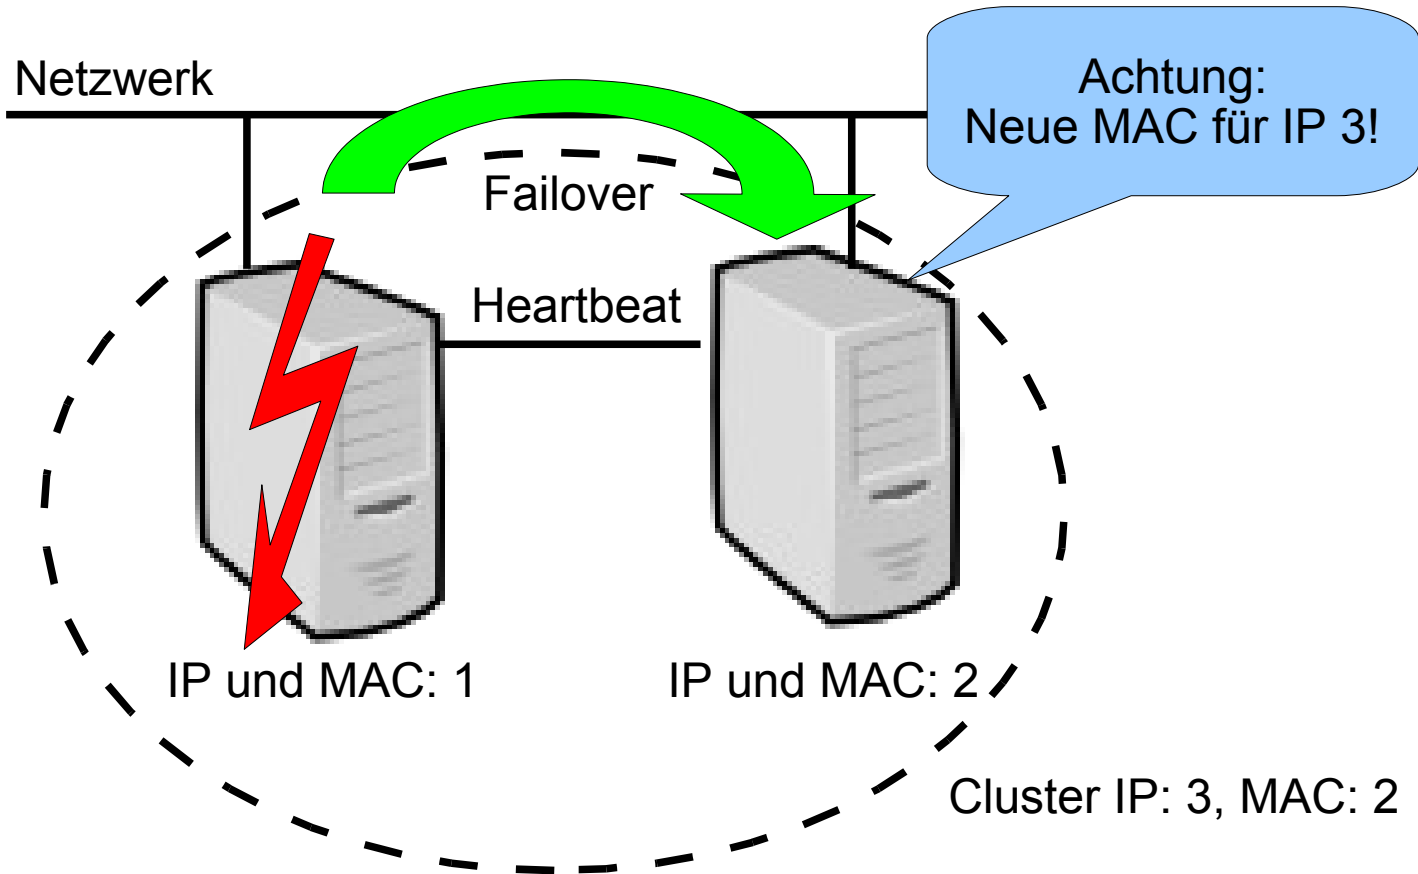 Netzwerk
Achtung:
Neue MAC für IP 3!
Failover
Heartbeat
IP und MAC: 1
IP und MAC: 2
Cluster IP: 3, MAC: 2